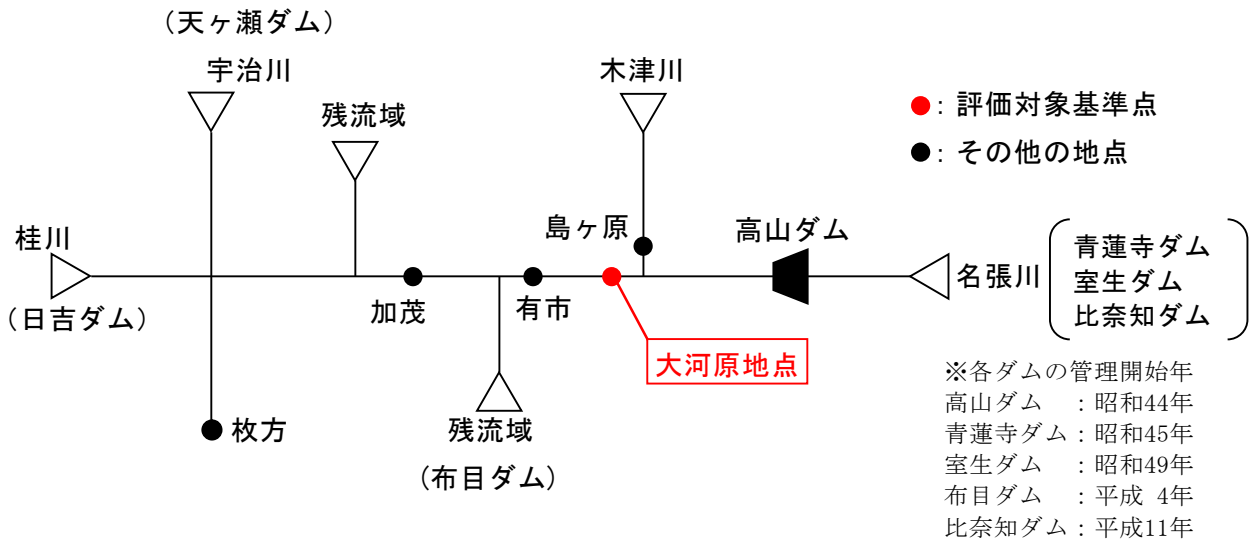 (天ヶ瀬ダム)
宇治川
木津川
残流域
●: 評価対象基準点
●: その他の地点
島ヶ原
高山ダム
桂川
(日吉ダム)
名張川
青蓮寺ダム
室生ダム
比奈知ダム
加茂
有市
大河原地点
枚方
残流域
(布目ダム)
※各ダムの管理開始年
高山ダム　：昭和44年
青蓮寺ダム：昭和45年
室生ダム　：昭和49年
布目ダム　：平成 4年
比奈知ダム：平成11年